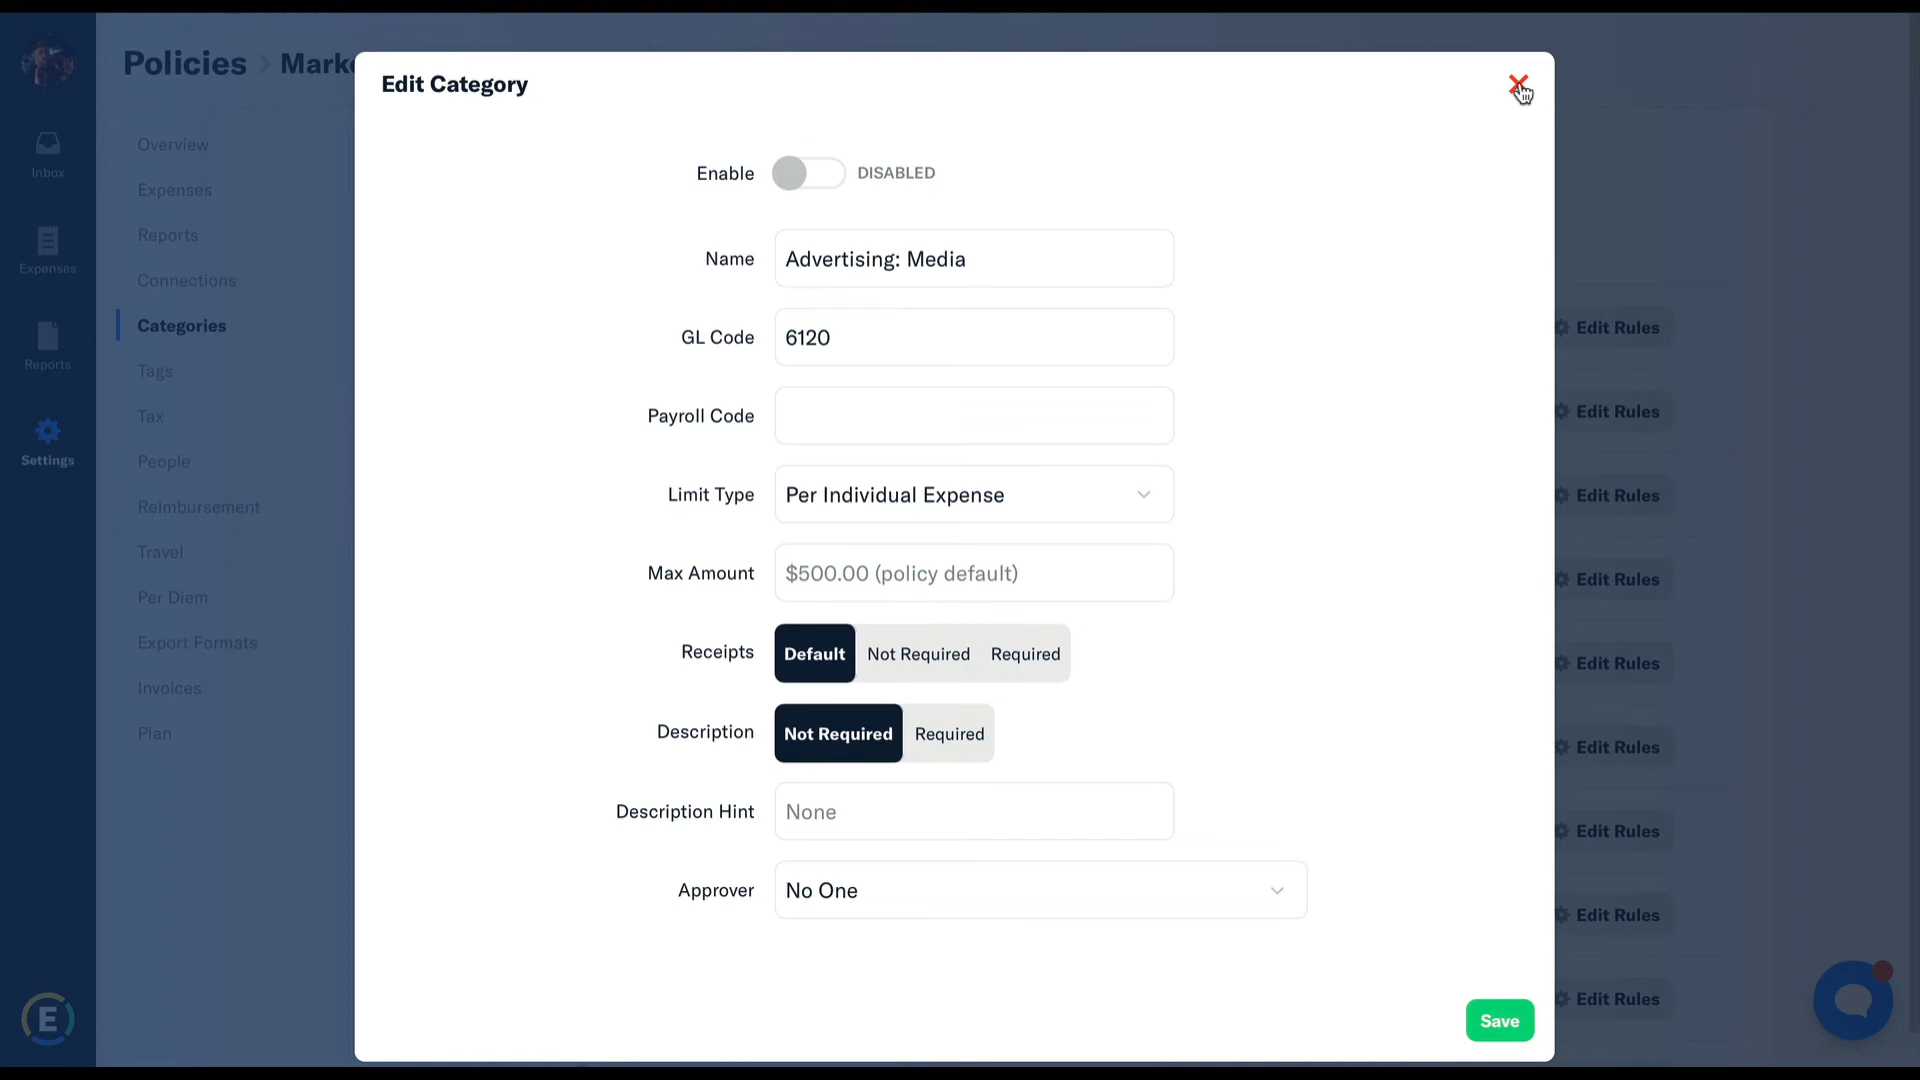 Policies > Marke
Edit Category
Inbox
Expenses
Reports
Settings
E
Overview
Expenses
Reports
Connections
Categories
Tags
Tax
People
Reimbursement
Travel
Per Diem
Export Formats
Invoices
Plan
Enable DISABLED
Name Advertising: Media
GL Code 6120
Payroll Code
Limit Type Per Individual Expense
Max Amount $500.00 (policy default)
Receipts Default Not Required Required
Description Not Required Required
Description Hint None
Approver No One
Save
Edit Rules
Edit Rules
Edit Rules
Edit Rules
Edit Rules
Edit Rules
Edit Rules
Edit Rules
Edit Rules